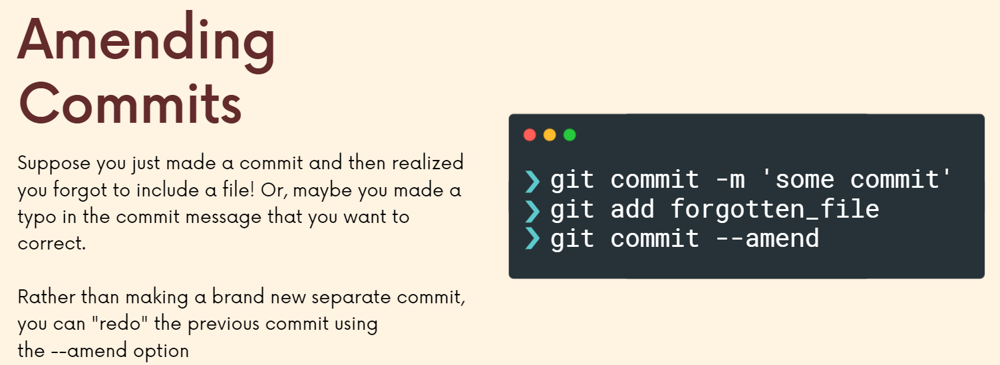 Amending
Commits
Suppose you just made a commit and then realized
you forgot to include a file! Or, maybe you made a
typo in the commit message that you want to
correct.
Rather than making a brand new separate commit,
you can "redo" the previous commit using
the --amend option
❯ git commit -m 'some commit'
❯ git add forgotten_file
❯ git commit --amend